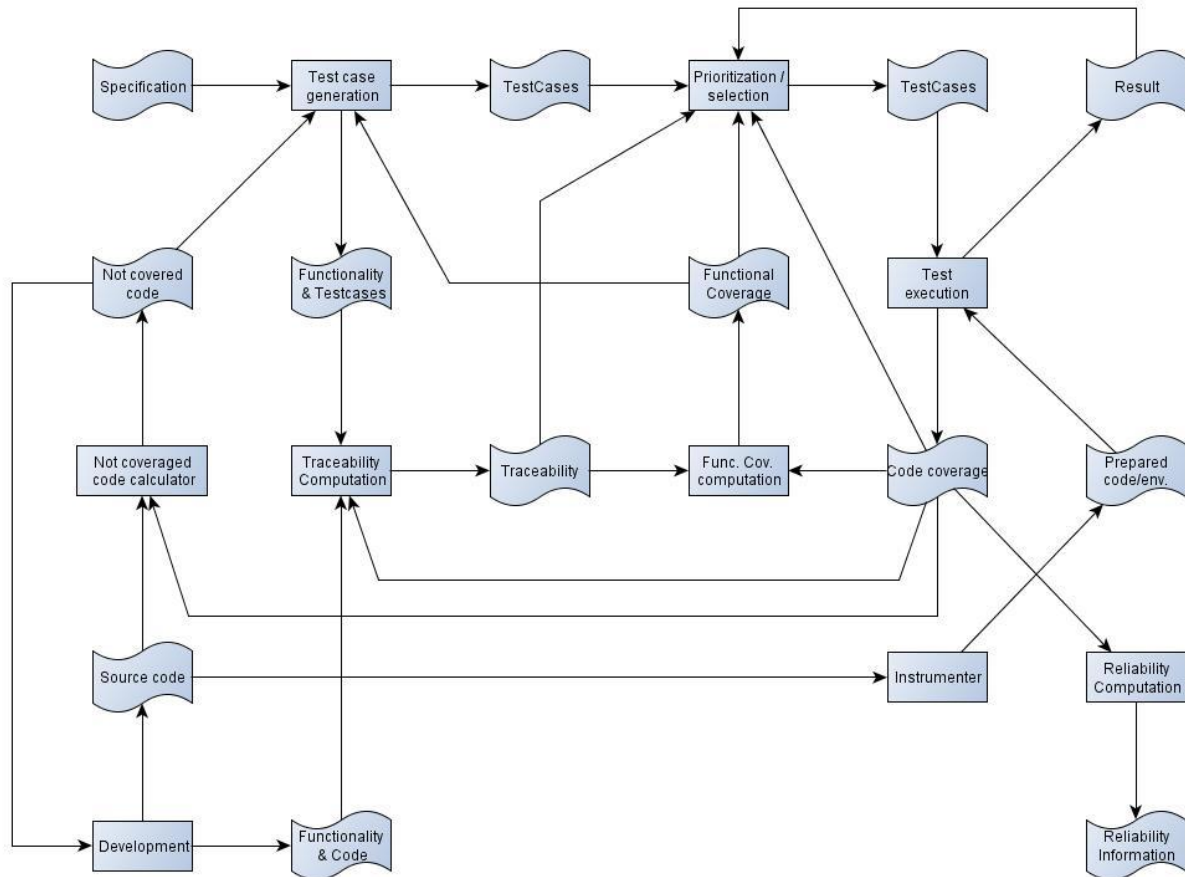 Specification
Test case
generation
TestCases
Prioritization /
selection
TestCases
Result
Not covered
code
Functionality
& Testcases
Functional
Coverage
Test
execution
Not coveraged
code calculator
Traceability
Computation
Traceability
Func. Cov.
computation
Code coverage
Prepared
code/env.
Source code
Instrumenter
Reliability
Computation
Development
Functionality
& Code
Reliability
Information